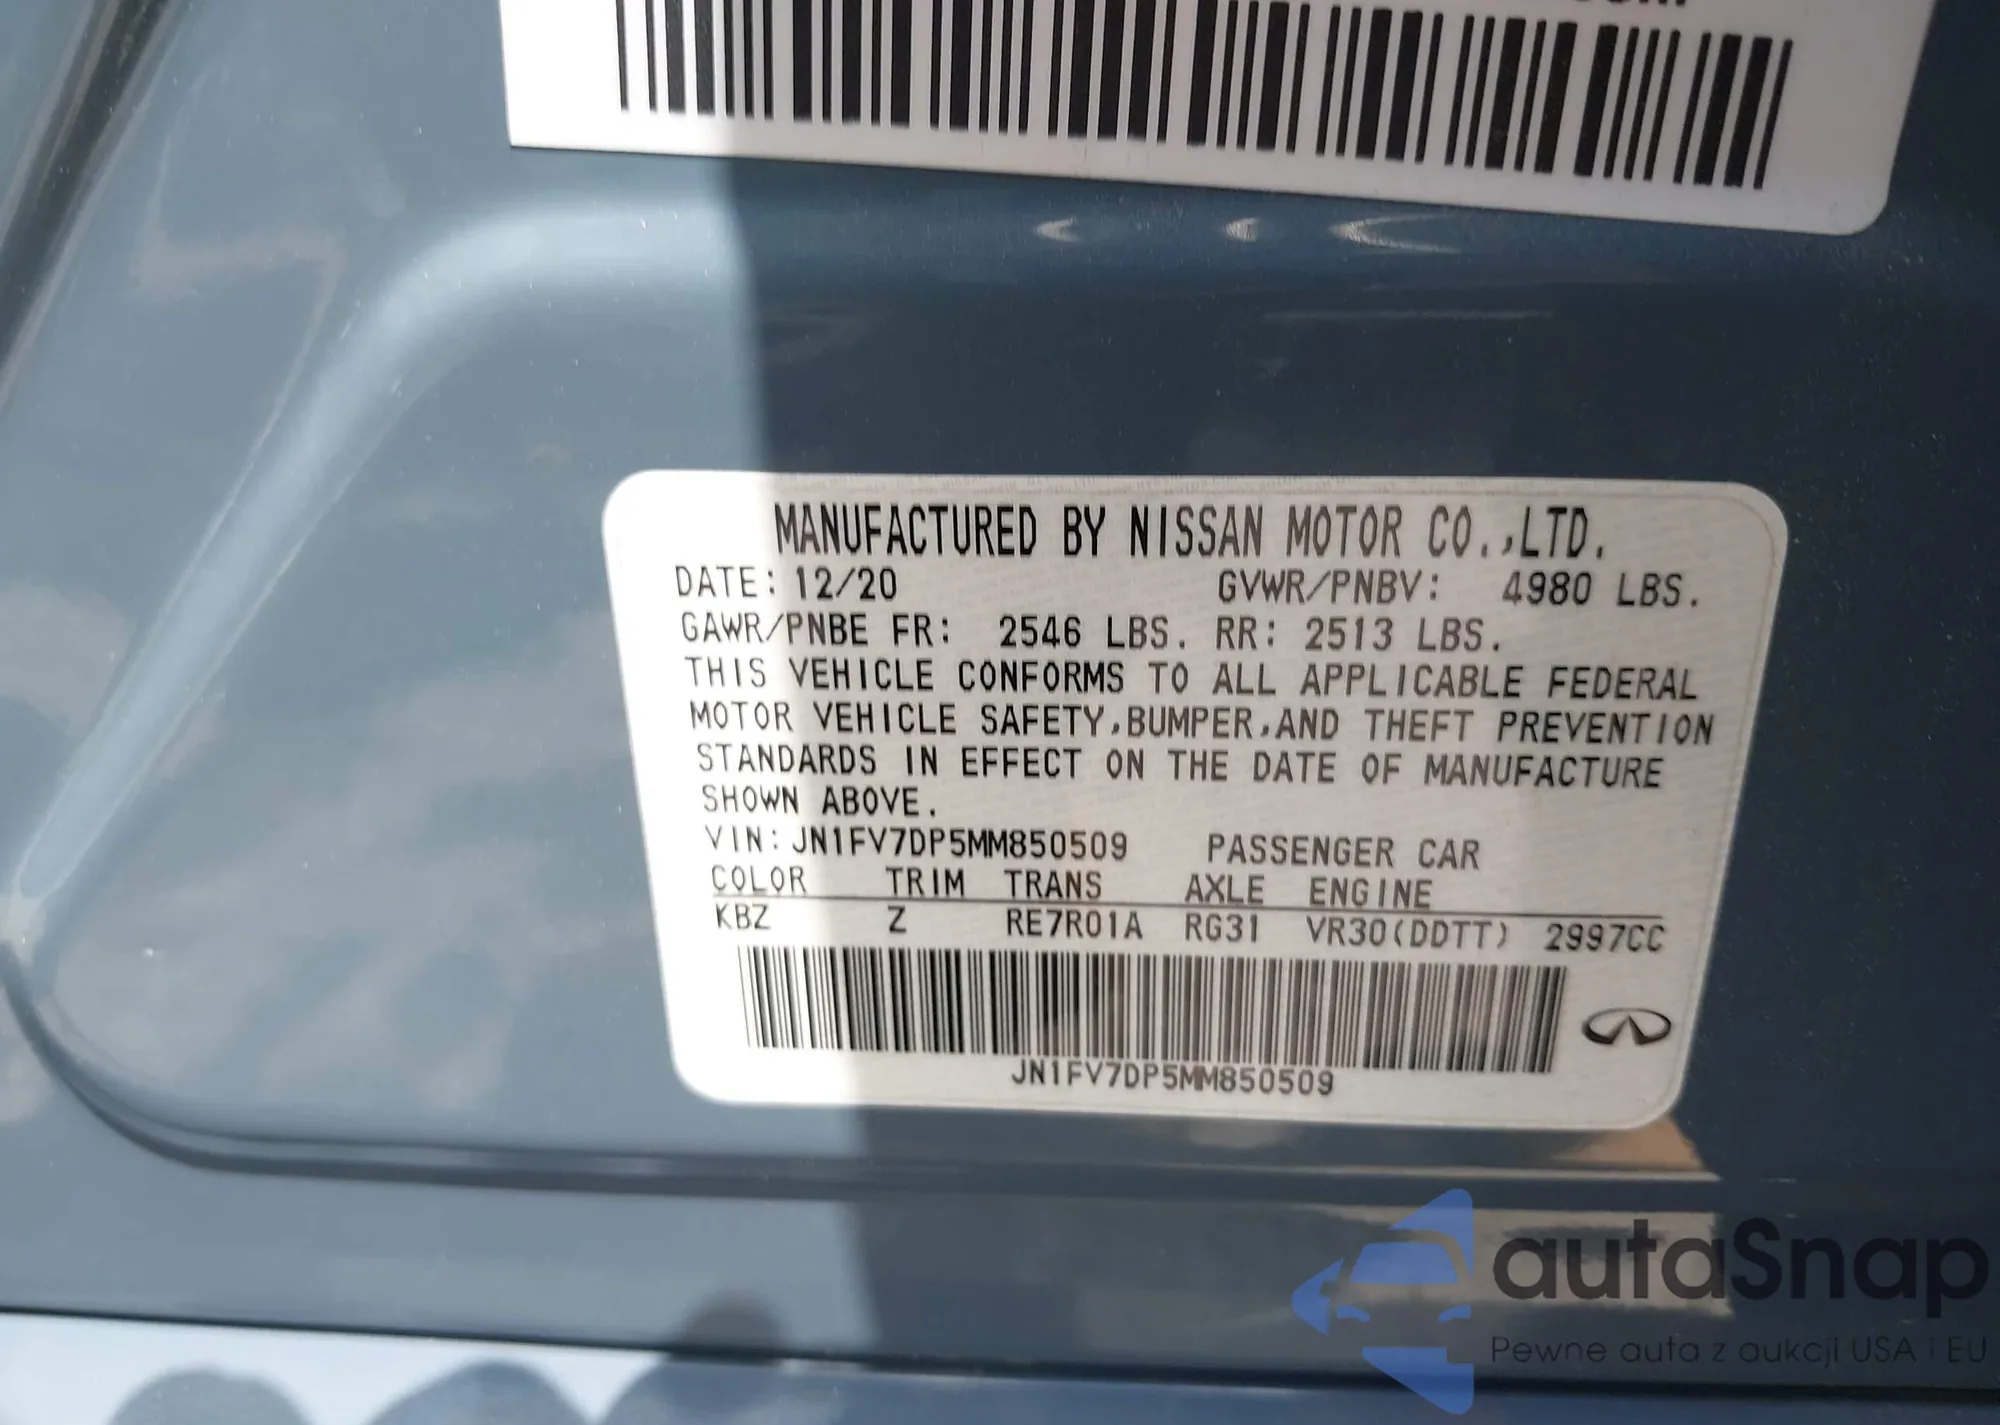 MANUFACTURED BY NISSAN MOTOR CO.,LTD.
DATE: 12/20 GVWR/PNBV: 4980 LBS.
GAWR/PNBE FR: 2546 LBS. RR: 2513 LBS.
THIS VEHICLE CONFORMS TO ALL APPLICABLE FEDERAL
MOTOR VEHICLE SAFETY,BUMPER,AND THEFT PREVENTION
STANDARDS IN EFFECT ON THE DATE OF MANUFACTURE
SHOWN ABOVE.
VIN: JN1FV7DP5MM850509 PASSENGER CAR
COLOR TRIM TRANS AXLE ENGINE
KBZ Z RE7R01A RG31 VR30(DDTT) 2997CC
JN1FV7DP5MM850509
autaSnap
Pewne auta z aukcji USA i EU